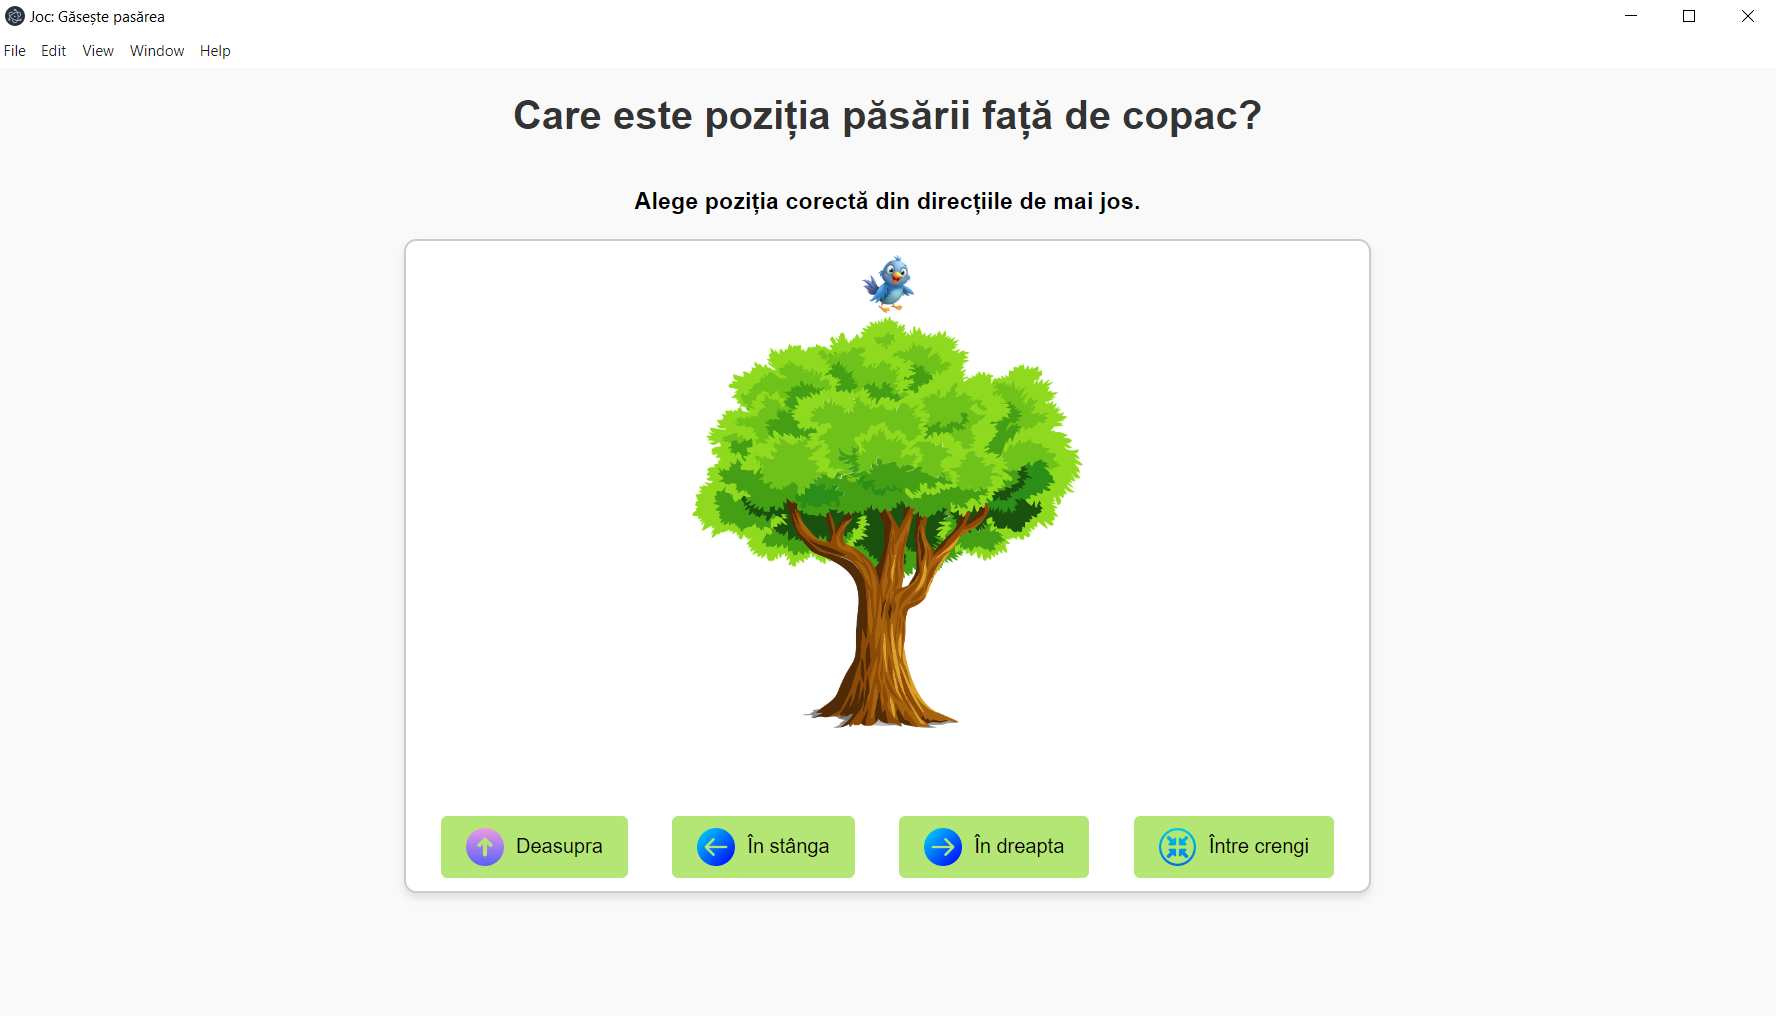 Joc: Găsește pasărea
File Edit View Window Help
Care este poziția păsării față de copac?
Alege poziția corectă din direcțiile de mai jos.
Deasupra În stânga În dreapta Între crengi